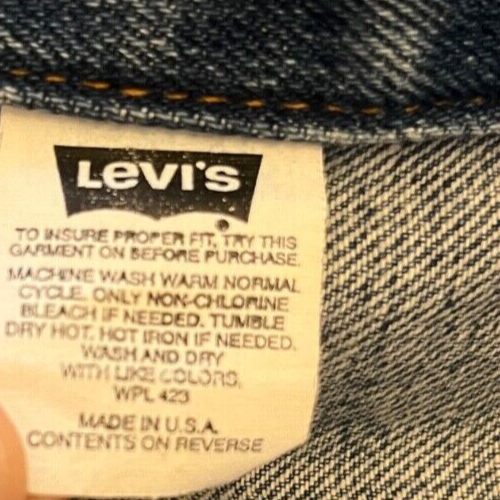 LEVI'S
TO INSURE PROPER FIT, TRY THIS
GARMENT ON BEFORE PURCHASE.
MACHINE WASH WARM NORMAL
CYCLE. ONLY NON-CHLORINE
BLEACH IF NEEDED. TUMBLE
DRY HOT. HOT IRON IF NEEDED.
WASH AND DRY
WITH LIKE COLORS.
WPL 423
MADE IN U.S.A.
CONTENTS ON REVERSE